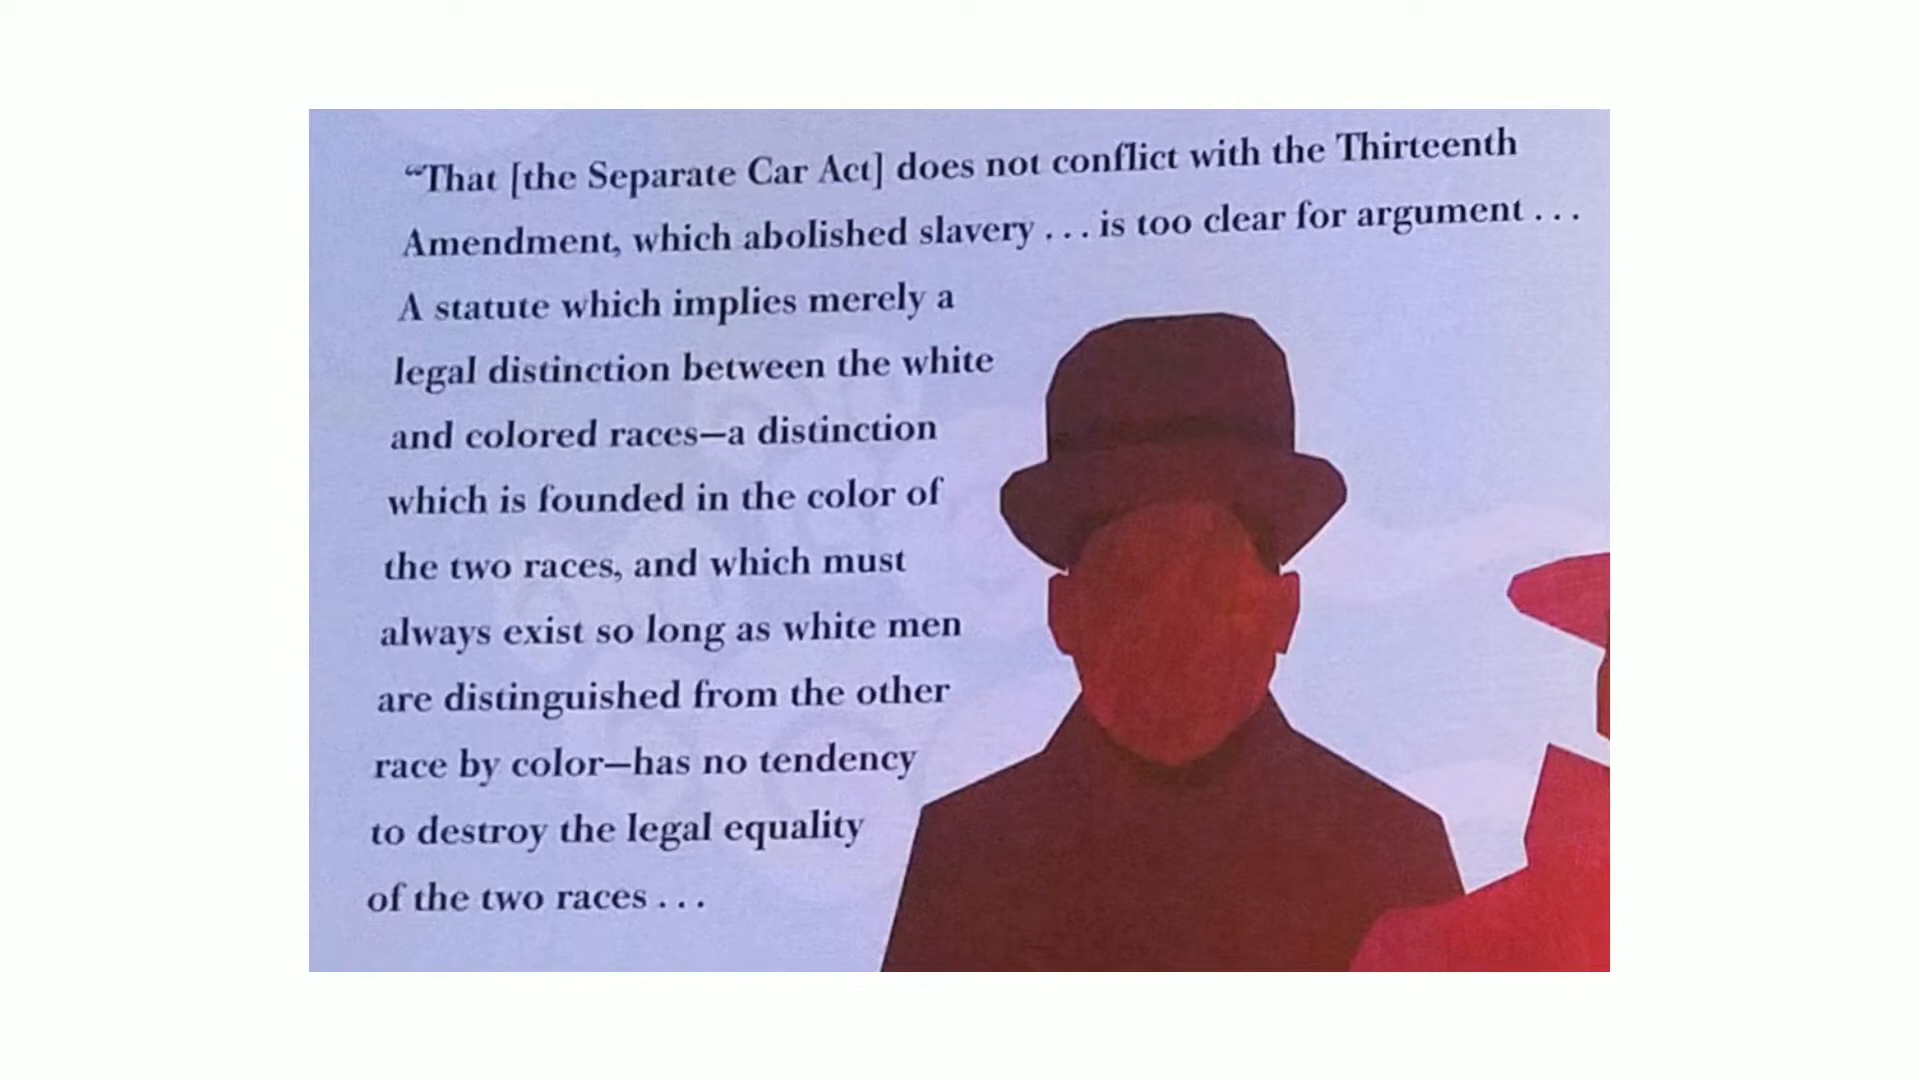 “That [the Separate Car Act] does not conflict with the Thirteenth
Amendment, which abolished slavery . . . is too clear for argument . . .
A statute which implies merely a
legal distinction between the white
and colored races—a distinction
which is founded in the color of
the two races, and which must
always exist so long as white men
are distinguished from the other
race by color—has no tendency
to destroy the legal equality
of the two races . . .